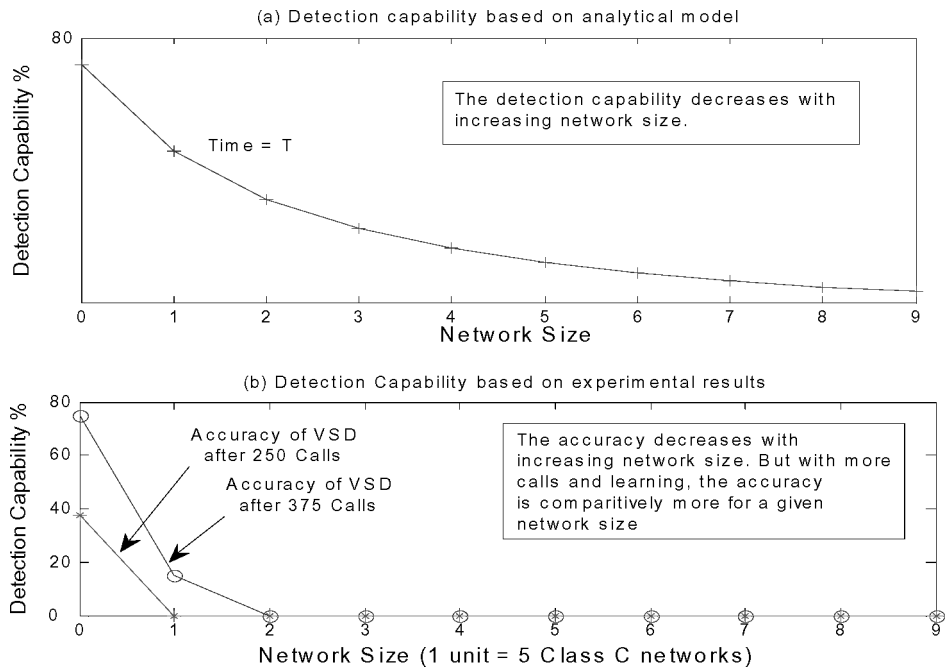 (a) Detection capability based on analytical model
80
Detection Capability %
The detection capability decreases with
increasing network size.
Time = T
0 1 2 3 4 5 6 7 8 9
Network Size
(b) Detection Capability based on experimental results
80
60
40
20
0
Detection Capability %
Accuracy of VSD
after 250 Calls
Accuracy of VSD
after 375 Calls
The accuracy decreases with
increasing network size. But with more
calls and learning, the accuracy
is comparitively more for a given
network size
0 1 2 3 4 5 6 7 8 9
Network Size (1 unit = 5 Class C networks)